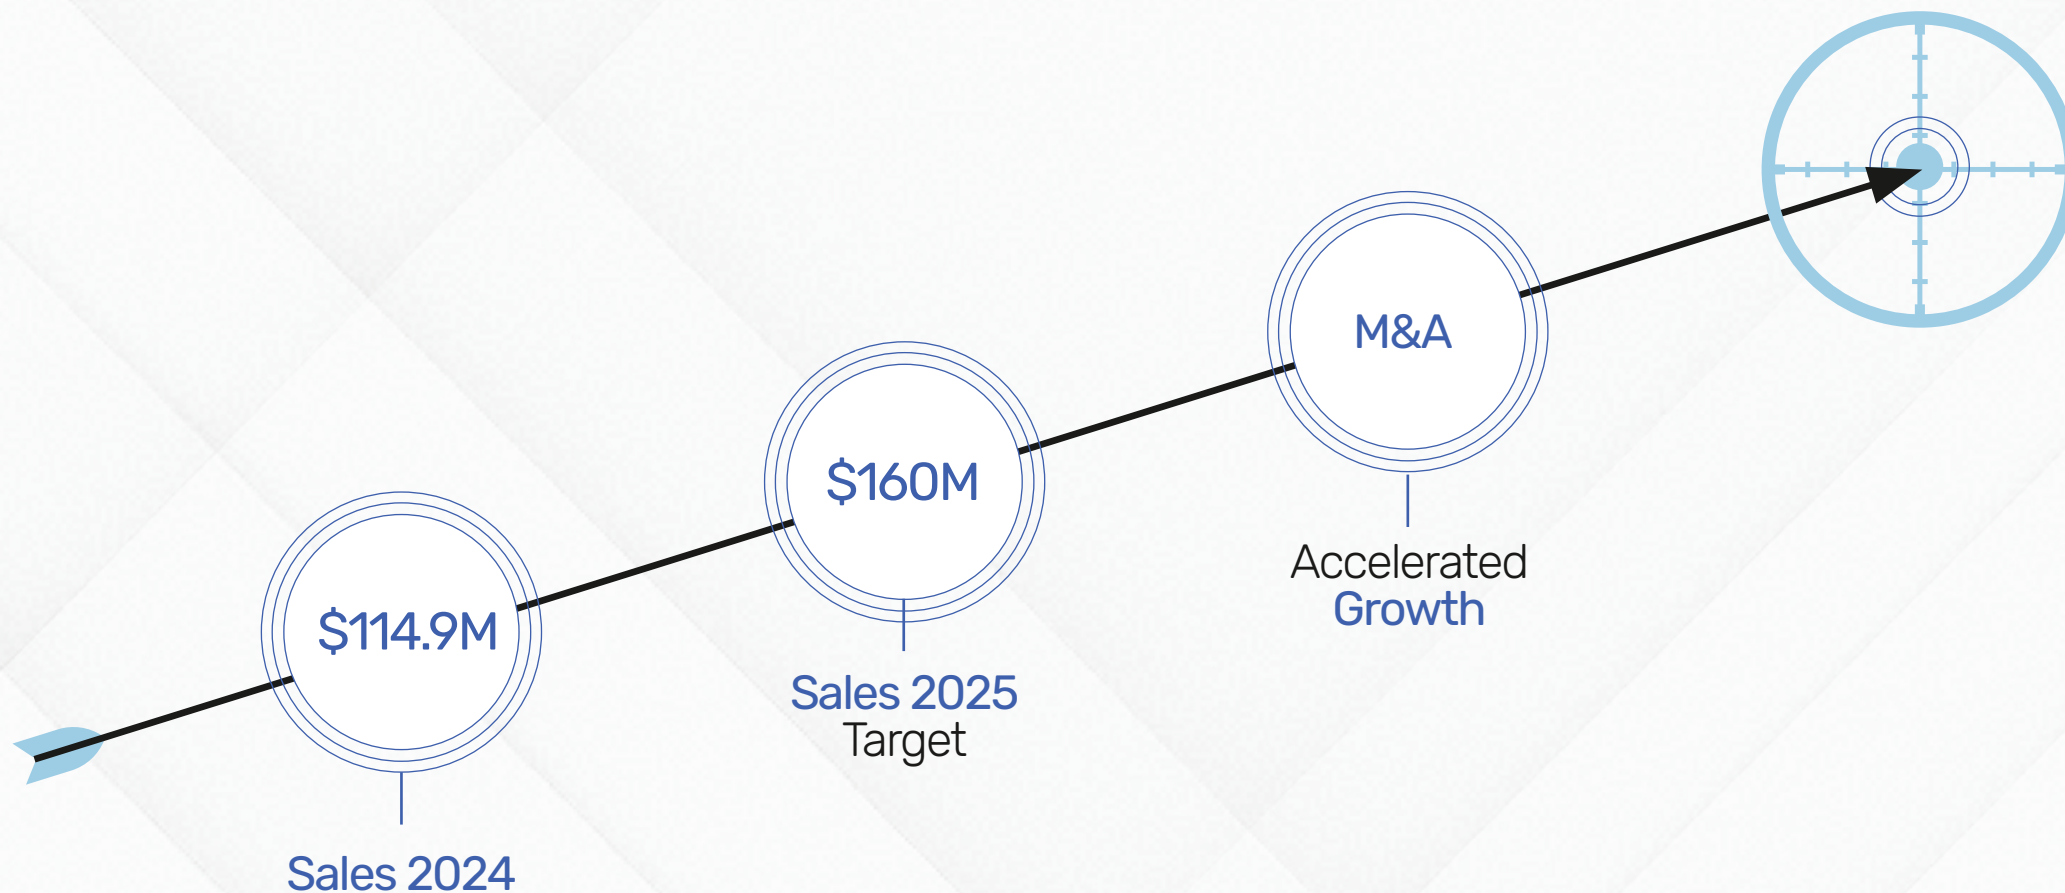 $114.9M
Sales 2024
$160M
Sales 2025
Target
M&A
Accelerated
Growth